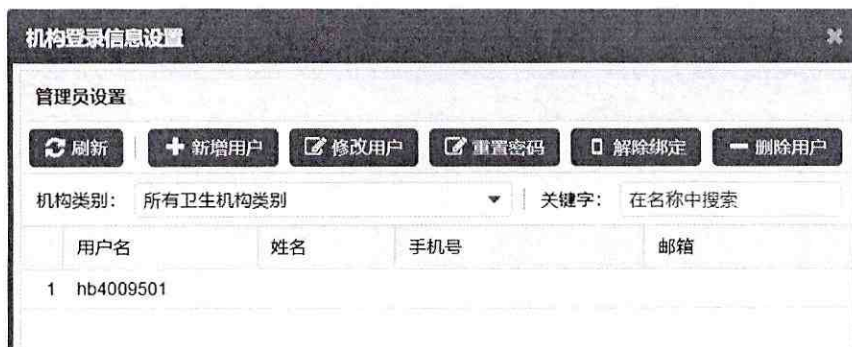 机构登录信息设置
管理员设置
刷新 新增用户 修改用户 重置密码 解除绑定 删除用户
机构类别: 所有卫生机构类别 关键字: 在名称中搜索
用户名 姓名 手机号 邮箱
1 hb4009501